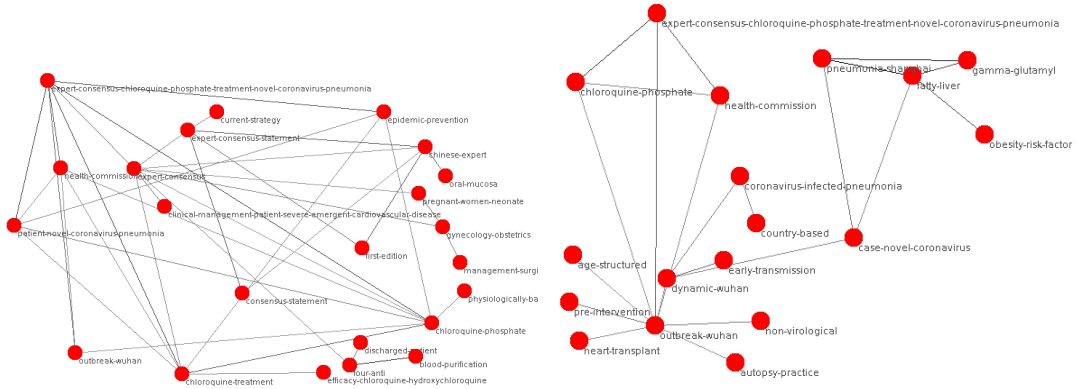 expert-consensus-chloroquine-phosphate-treatment-novel-coronavirus-pneumonia
current-strategy
epidemic-prevention
expert-consensus-statement
chinese-expert
health-commission
expert-consensus
oral-mucosa
pregnant-women-neonate
clinical-management-patient-severe-emergent-cardiovascular-disease
patient-novel-coronavirus-pneumonia
gynecology-obstetrics
first-edition
management-surgi
consensus-statement
physiologically-ba
chloroquine-phosphate
discharged-patient
outbreak-wuhan
four-anti
blood-purification
chloroquine-treatment
efficacy-chloroquine-hydroxychloroquine
expert-consensus-chloroquine-phosphate-treatment-novel-coronavirus-pneumonia
pneumonia-shanghai
gamma-glutamyl
fatty-liver
chloroquine-phosphate
health-commission
obesity-risk-factor
coronavirus-infected-pneumonia
country-based
case-novel-coronavirus
age-structured
early-transmission
dynamic-wuhan
pre-intervention
outbreak-wuhan
non-virological
heart-transplant
autopsy-practice